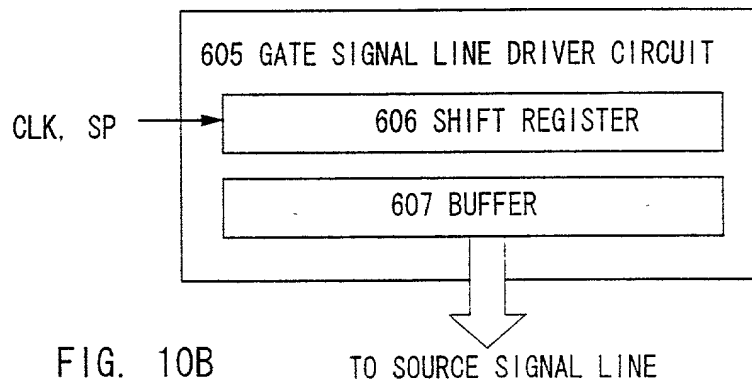 605 GATE SIGNAL LINE DRIVER CIRCUIT
CLK, SP
606 SHIFT REGISTER
607 BUFFER
FIG. 10B
TO SOURCE SIGNAL LINE